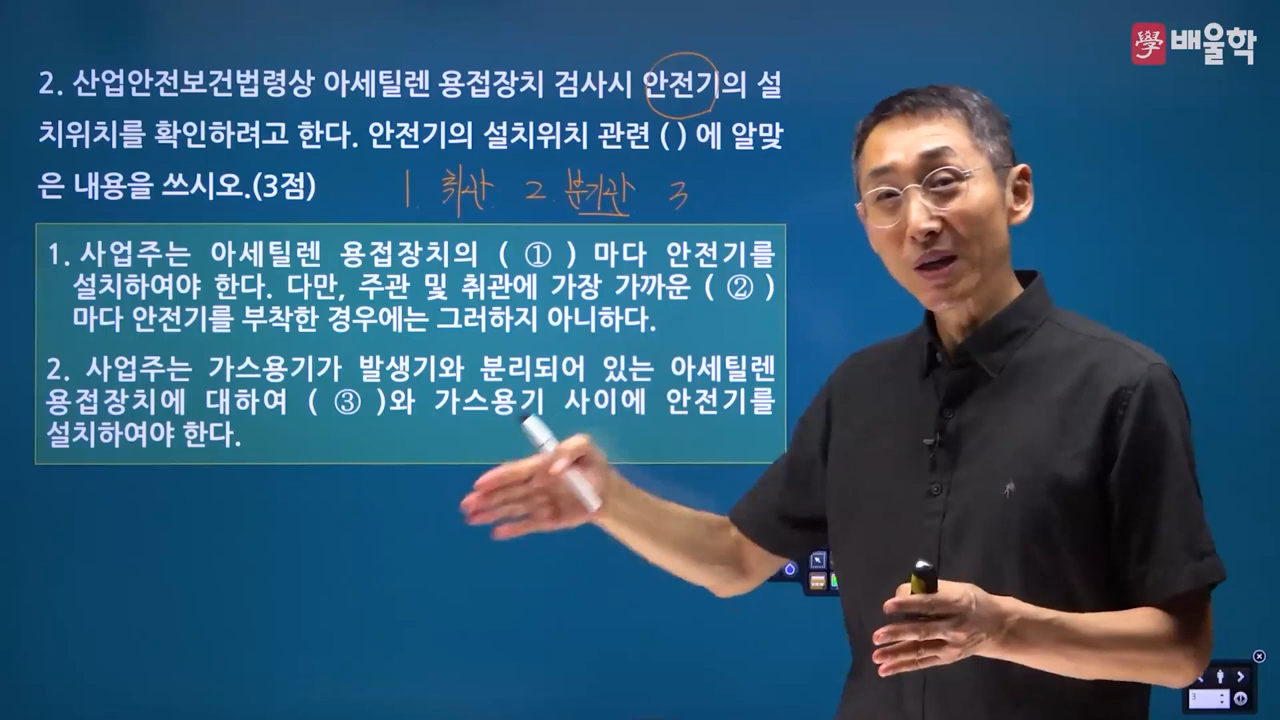 學 배울학
2. 산업안전보건법령상 아세틸렌 용접장치 검사시 안전기의 설
치위치를 확인하려고 한다. 안전기의 설치위치 관련 ( ) 에 알맞
은 내용을 쓰시오.(3점)
1. 취관 2. 분기관 3
1. 사업주는 아세틸렌 용접장치의 ( ① ) 마다 안전기를
설치하여야 한다. 다만, 주관 및 취관에 가장 가까운 ( ② )
마다 안전기를 부착한 경우에는 그러하지 아니하다.
2. 사업주는 가스용기가 발생기와 분리되어 있는 아세틸렌
용접장치에 대하여 ( ③ )와 가스용기 사이에 안전기를
설치하여야 한다.
3